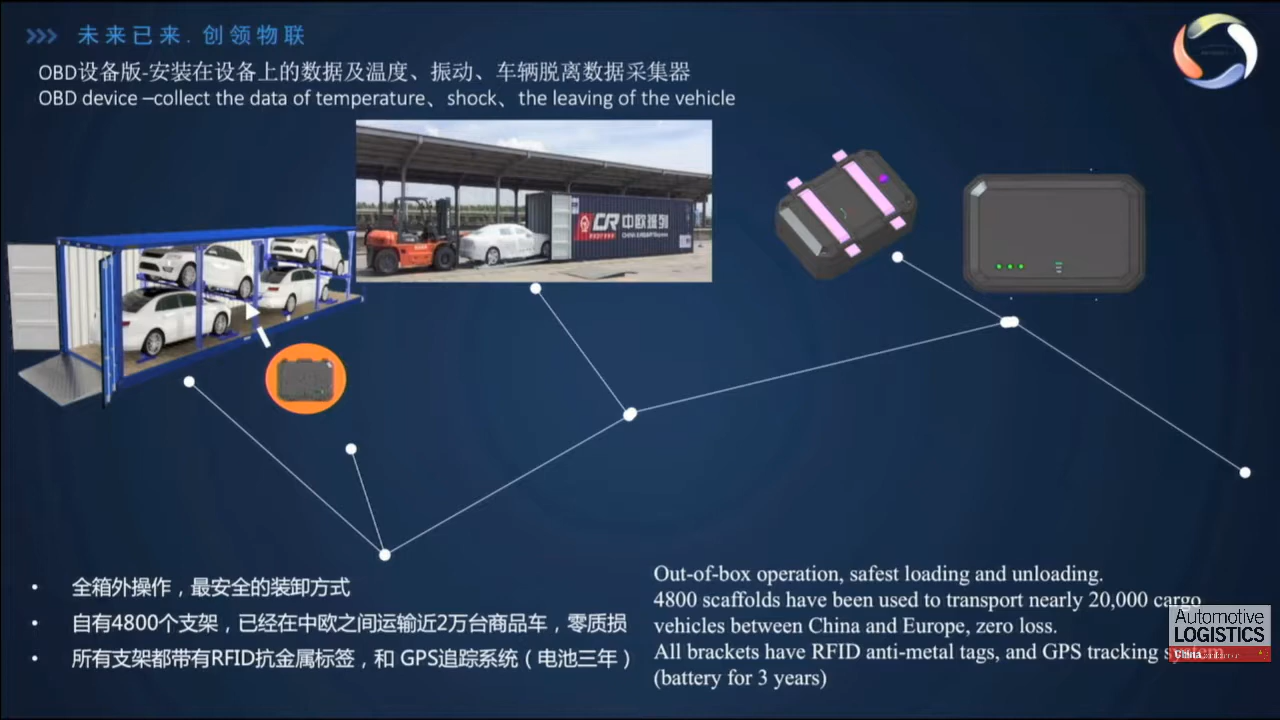 未来已来. 创领物联
OBD设备版-安装在设备上的数据及温度、振动、车辆脱离数据采集器
OBD device –collect the data of temperature、shock、the leaving of the vehicle
CR 中欧班列
EXPRESS CHINA RAILWAY Express
• 全箱外操作，最安全的装卸方式
• 自有4800个支架，已经在中欧之间运输近2万台商品车，零质损
• 所有支架都带有RFID抗金属标签，和 GPS追踪系统（电池三年）
Out-of-box operation, safest loading and unloading.
4800 scaffolds have been used to transport nearly 20,000 cargo
vehicles between China and Europe, zero loss.
All brackets have RFID anti-metal tags, and GPS tracking system
(battery for 3 years)
Automotive
LOGISTICS
China